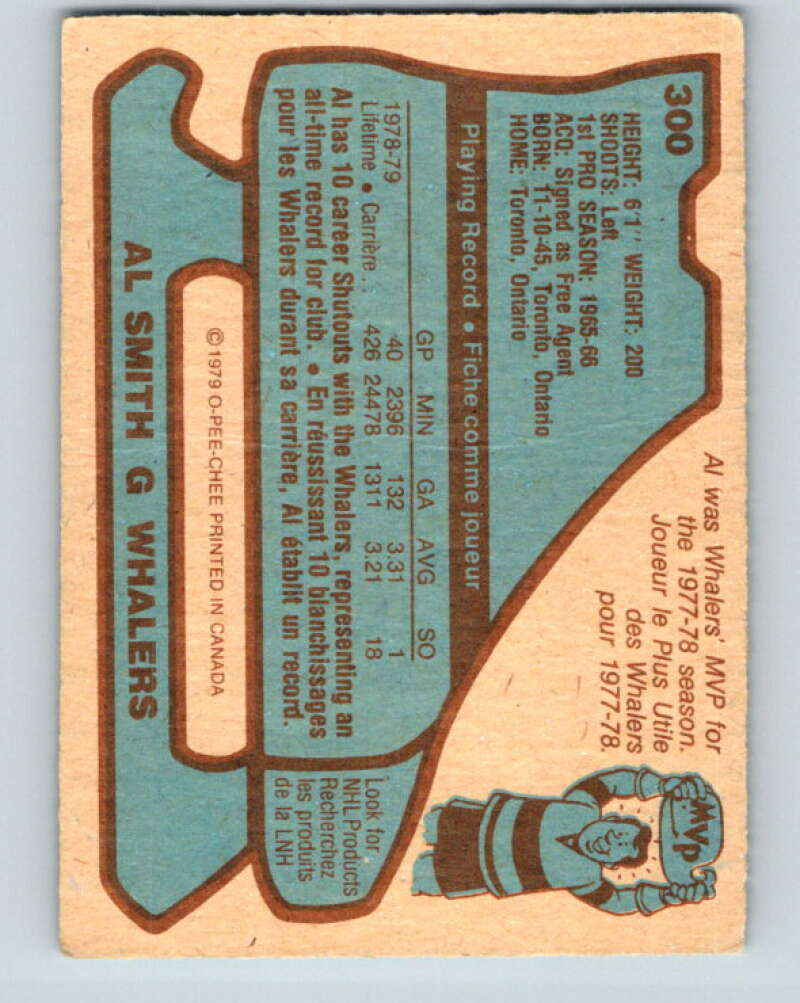 300
HEIGHT: 6'1" WEIGHT: 200
SHOOTS: Left
1st PRO SEASON: 1965-66
ACQ: Signed as Free Agent
BORN: 11-10-45, Toronto, Ontario
HOME: Toronto, Ontario
Al was Whalers' MVP for
the 1977-78 season.
Joueur le Plus Utile
des Whalers
pour 1977-78.
MVP
Playing Record • Fiche comme joueur
GP MIN GA AVG SO
1978-79 40 2396 132 3.31 1
Lifetime • Carrière . . 426 24478 1311 3.21 18
Al has 10 career Shutouts with the Whalers, representing an
all-time record for club. • En réussissant 10 blanchissages
pour les Whalers durant sa carrière, Al établit un record.
Look for
NHL Products
Recherchez
les produits
de la LNH
©1979 O-PEE-CHEE PRINTED IN CANADA
AL SMITH G WHALERS